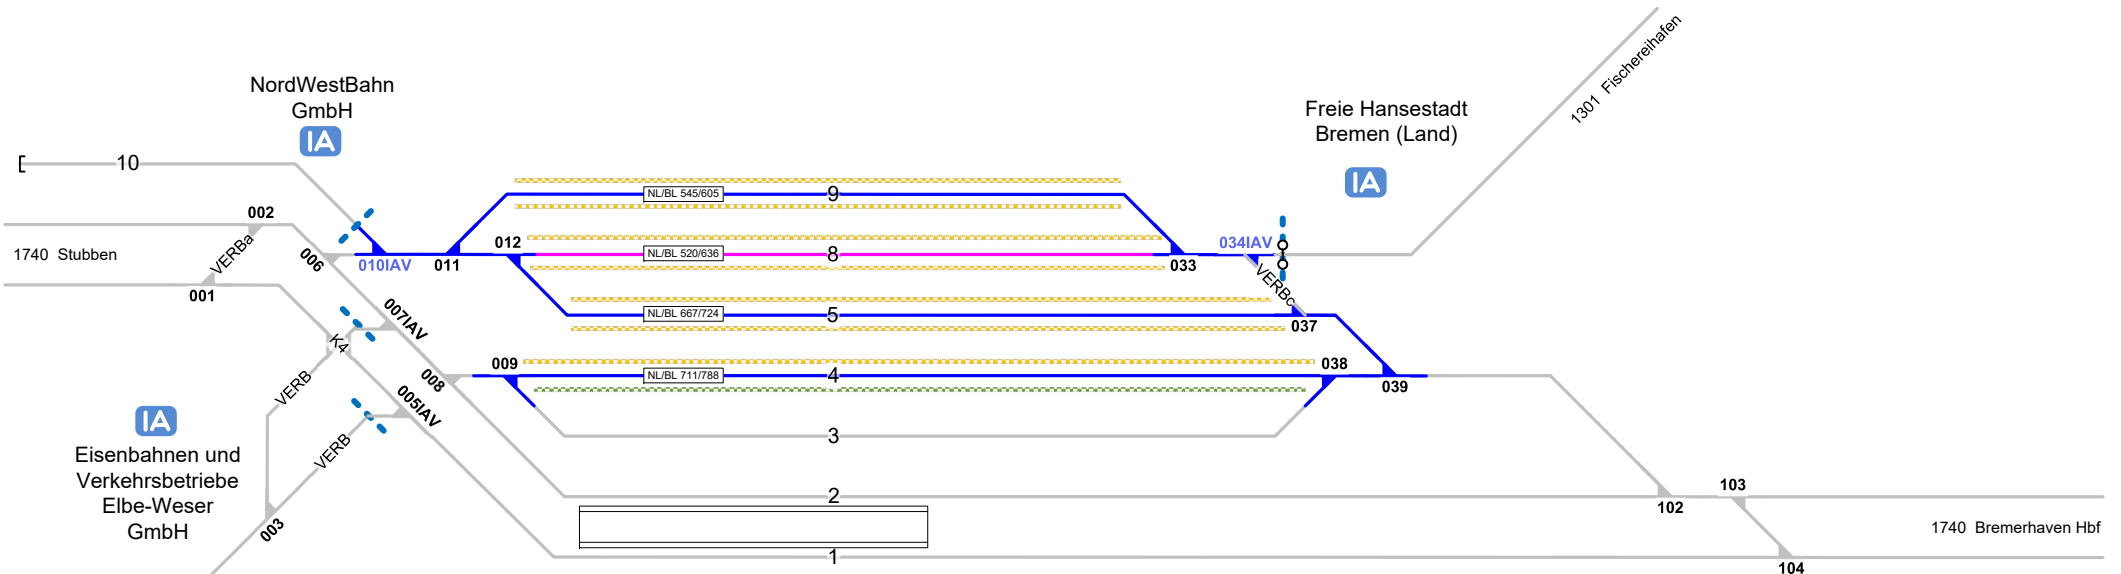 NordWestBahn
GmbH
IA
Freie Hansestadt
Bremen (Land)
IA
1301 Fischereihafen
10
002
VERBa
1740 Stubben
001
006
010IAV
011
012
NL/BL 545/605
9
NL/BL 520/636
8
033
034IAV
VERBc
NL/BL 667/724
5
037
007IAV
K4
VERB
008
009
NL/BL 711/788
4
038
039
005IAV
VERB
3
IA
Eisenbahnen und
Verkehrsbetriebe
Elbe-Weser
GmbH
003
2
102
103
1740 Bremerhaven Hbf
1
104